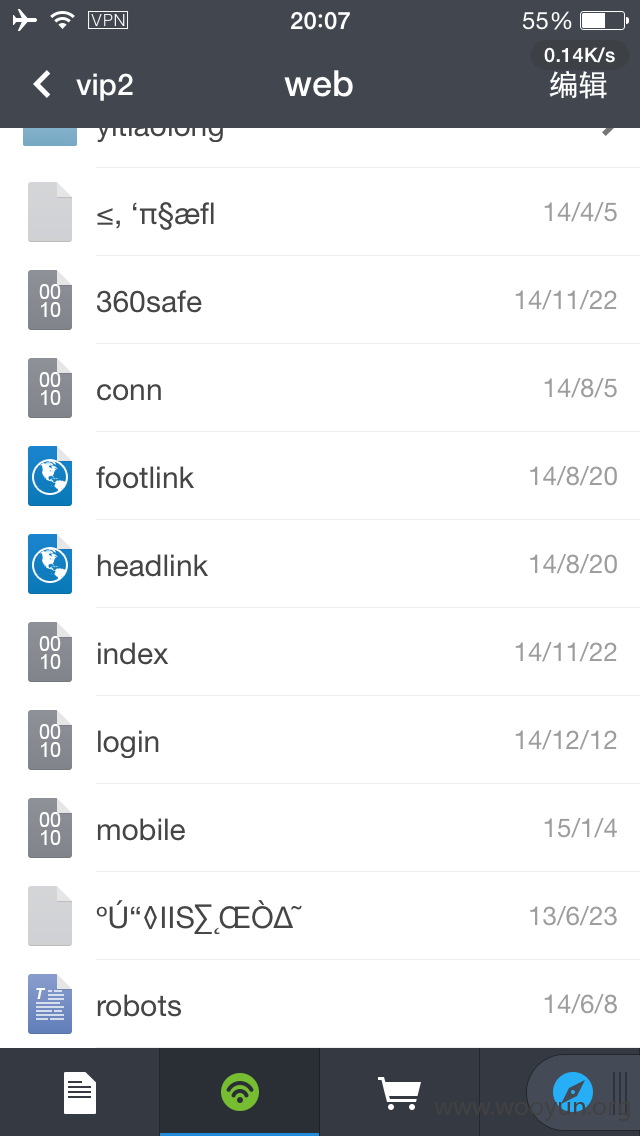 VPN 20:07 55%
0.14K/s
vip2 web 编辑
yitiaolong
≤, ‘π§æfl 14/4/5
00
10
360safe 14/11/22
00
10
conn 14/8/5
footlink 14/8/20
headlink 14/8/20
00
10
index 14/11/22
00
10
login 14/12/12
00
10
mobile 15/1/4
ºÚ“◊IIS∑˛ŒÒ∆˜ 13/6/23
T
robots 14/6/8
www.wooyun.org